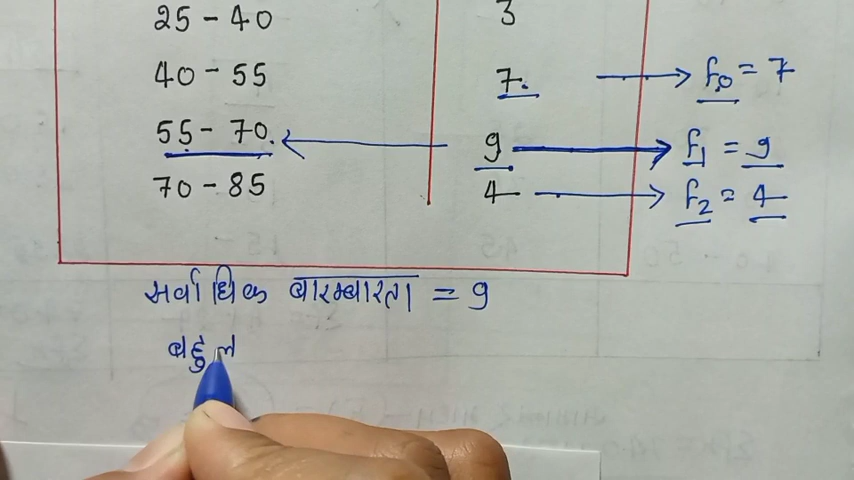 25 - 40 3
40 - 55 7. → f₀ = 7
55 - 70. ← 9 → f₁ = 9
70 - 85 4 → f₂ = 4
सर्वाधिक बारम्बारता = 9
बहुल